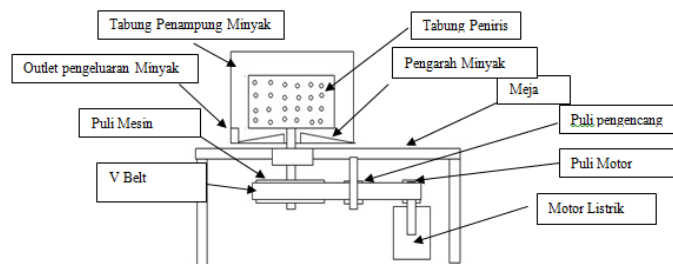 Tabung Penampung Minyak
Tabung Peniris
Outlet pengeluaran Minyak
Pengarah Minyak
Meja
Puli Mesin
Puli pengencang
V Belt
Puli Motor
Motor Listrik